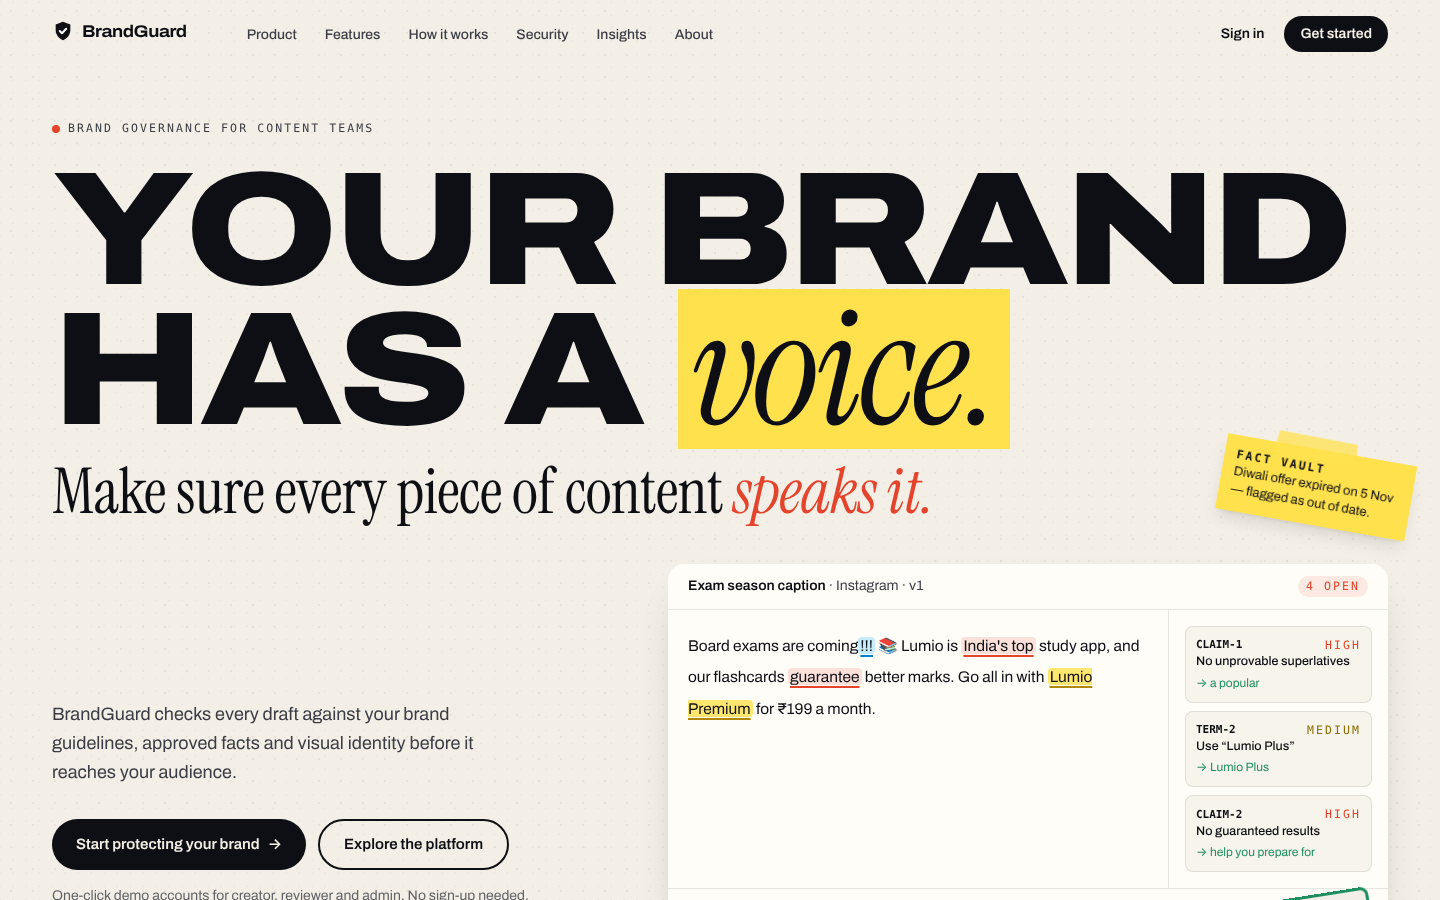 BrandGuard
Product
Features
How it works
Security
Insights
About
Sign in
Get started
BRAND GOVERNANCE FOR CONTENT TEAMS
YOUR BRAND
HAS A voice.
Make sure every piece of content speaks it.
FACT VAULT
Diwali offer expired on 5 Nov
— flagged as out of date.
Exam season caption · Instagram · v1
4 OPEN
Board exams are coming!!! 📚 Lumio is India's top study app, and
our flashcards guarantee better marks. Go all in with Lumio
Premium for ₹199 a month.
CLAIM-1 HIGH
No unprovable superlatives
→ a popular
TERM-2 MEDIUM
Use “Lumio Plus”
→ Lumio Plus
CLAIM-2 HIGH
No guaranteed results
→ help you prepare for
BrandGuard checks every draft against your brand
guidelines, approved facts and visual identity before it
reaches your audience.
Start protecting your brand →
Explore the platform
One-click demo accounts for creator, reviewer and admin. No sign-up needed.